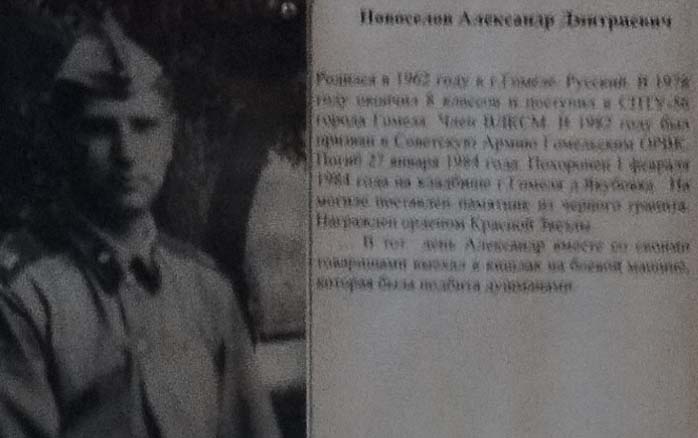 Новоселов Александр Дмитриевич
Родился в 1962 году в г.Гомеле. Русский. В 1978
году окончил 8 классов и поступил в СПТУ-86
города Гомеля. Член ВЛКСМ. В 1982 году был
призван в Советскую Армию Гомельским ОРВК.
Погиб 27 января 1984 года. Похоронен 1 февраля
1984 года на кладбище г.Гомеля д.Якубовка. На
могиле поставлен памятник из черного гранита.
Награжден орденом Красной Звезды.
В тот день Александр вместе со своими
товарищами выехал в кишлак на боевой машине,
которая была подбита душманами.